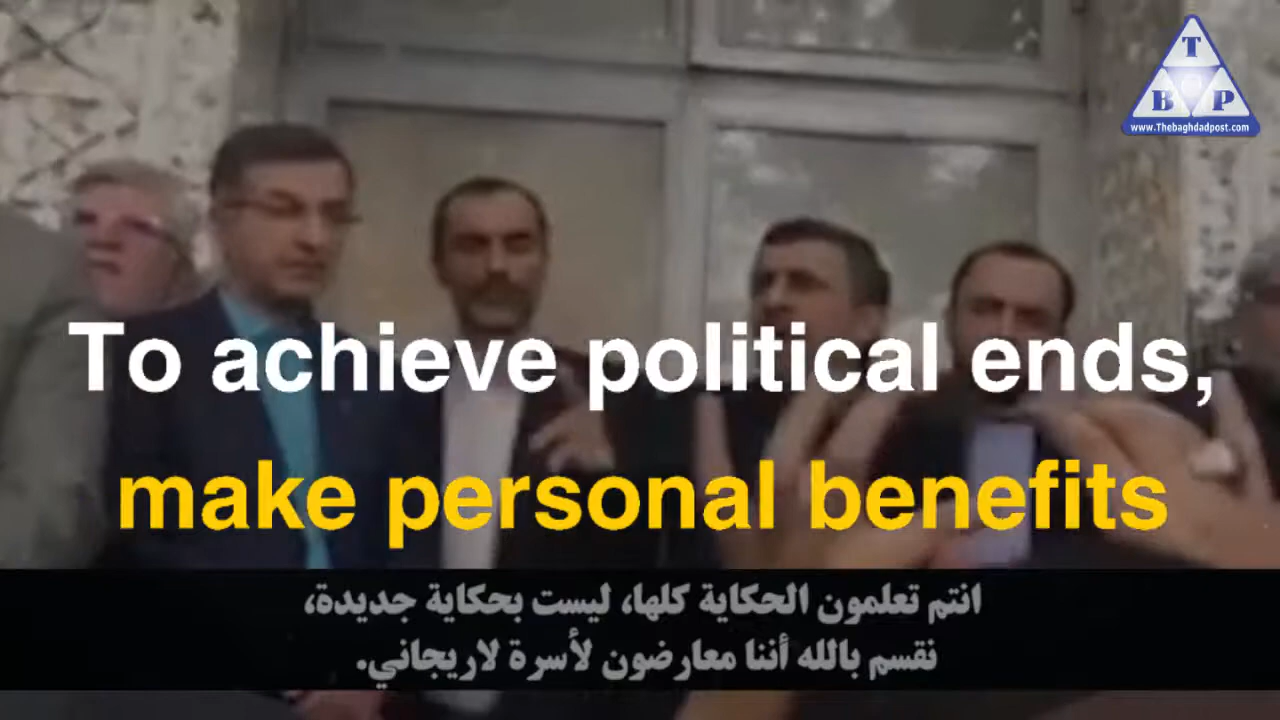 T
B P
www.Thebaghdadpost.com
To achieve political ends,
make personal benefits
انتم تعلمون الحكاية كلها، ليست بحكاية جديدة،
نقسم بالله أننا معارضون لأسرة لاريجاني.